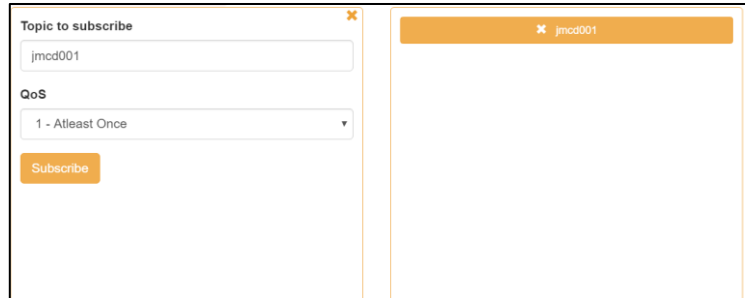 Topic to subscribe
jmcd001
QoS
1 - Atleast Once
Subscribe
✖ jmcd001